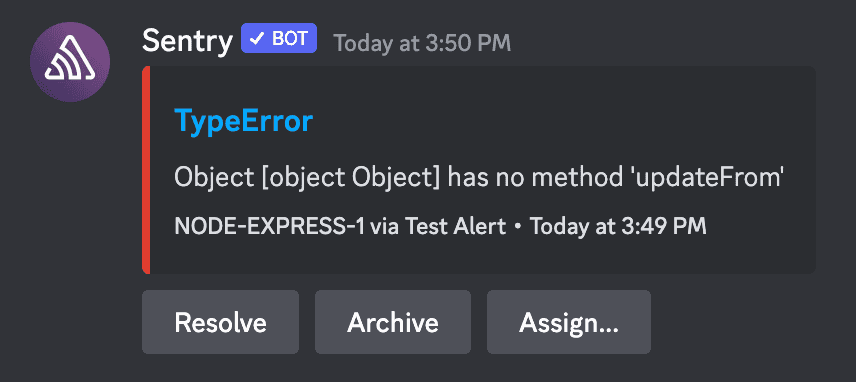 Sentry ✓ BOT Today at 3:50 PM
TypeError
Object [object Object] has no method 'updateFrom'
NODE-EXPRESS-1 via Test Alert • Today at 3:49 PM
Resolve Archive Assign...